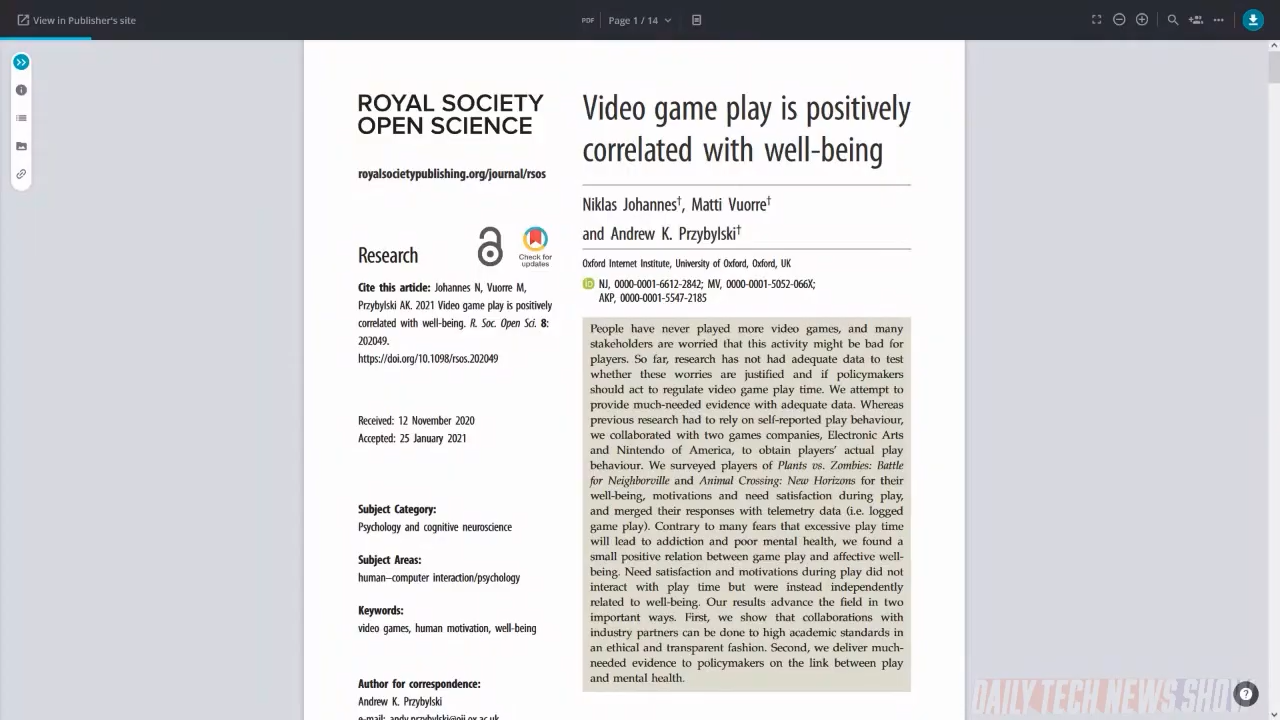 View in Publisher's site
PDF
Page 1 / 14
ROYAL SOCIETY
OPEN SCIENCE
royalsocietypublishing.org/journal/rsos
Research
Check for
updates
Cite this article: Johannes N, Vuorre M,
Przybylski AK. 2021 Video game play is positively
correlated with well-being. R. Soc. Open Sci. 8:
202049.
https://doi.org/10.1098/rsos.202049
Received: 12 November 2020
Accepted: 25 January 2021
Subject Category:
Psychology and cognitive neuroscience
Subject Areas:
human–computer interaction/psychology
Keywords:
video games, human motivation, well-being
Author for correspondence:
Andrew K. Przybylski
e-mail: andy.przybylski@oii.ox.ac.uk
Video game play is positively
correlated with well-being
Niklas Johannes†, Matti Vuorre†
and Andrew K. Przybylski†
Oxford Internet Institute, University of Oxford, Oxford, UK
iD NJ, 0000-0001-6612-2842; MV, 0000-0001-5052-066X;
AKP, 0000-0001-5547-2185
People have never played more video games, and many
stakeholders are worried that this activity might be bad for
players. So far, research has not had adequate data to test
whether these worries are justified and if policymakers
should act to regulate video game play time. We attempt to
provide much-needed evidence with adequate data. Whereas
previous research had to rely on self-reported play behaviour,
we collaborated with two games companies, Electronic Arts
and Nintendo of America, to obtain players' actual play
behaviour. We surveyed players of Plants vs. Zombies: Battle
for Neighborville and Animal Crossing: New Horizons for their
well-being, motivations and need satisfaction during play,
and merged their responses with telemetry data (i.e. logged
game play). Contrary to many fears that excessive play time
will lead to addiction and poor mental health, we found a
small positive relation between game play and affective well-
being. Need satisfaction and motivations during play did not
interact with play time but were instead independently
related to well-being. Our results advance the field in two
important ways. First, we show that collaborations with
industry partners can be done to high academic standards in
an ethical and transparent fashion. Second, we deliver much-
needed evidence to policymakers on the link between play
and mental health.
DAILY TECH NEWS SHOW
?